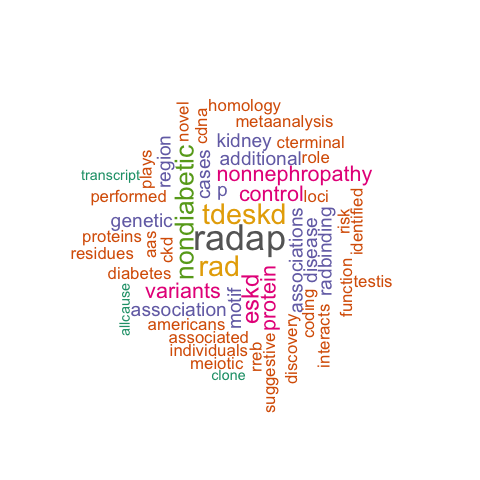 homology
novel
cdna
metaanalysis
kidney
cterminal
plays
region
nondiabetic
cases
additional
role
transcript
nonnephropathy
performed
p
control
loci
genetic
tdeskd
risk
identified
proteins
aas
ckd
radap
associations
disease
radbinding
residues
rad
diabetes
eskd
protein
function
testis
variants
motif
coding
interacts
allcause
association
americans
associated
discovery
individuals
rreb
suggestive
meiotic
clone